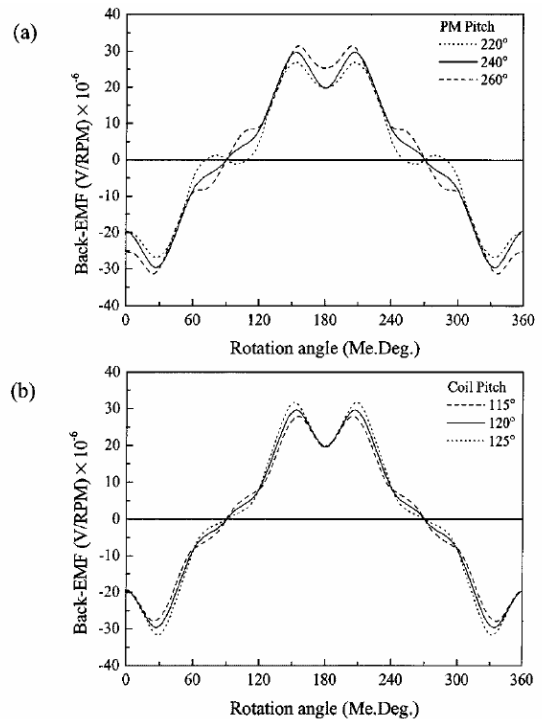 (a)
PM Pitch
220°
240°
260°
Back-EMF (V/RPM) × 10⁻⁶
40
30
20
10
0
-10
-20
-30
-40
0 60 120 180 240 300 360
Rotation angle (Me.Deg.)
(b)
Coil Pitch
115°
120°
125°
Back-EMF (V/RPM) × 10⁻⁶
40
30
20
10
0
-10
-20
-30
-40
0 60 120 180 240 300 360
Rotation angle (Me.Deg.)